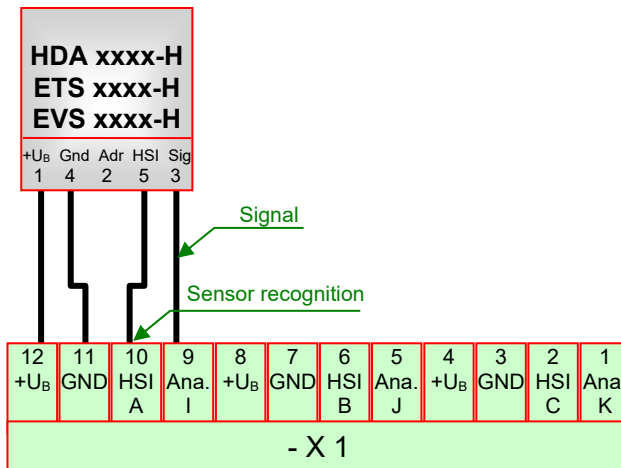 HDA xxxx-H
ETS xxxx-H
EVS xxxx-H
+UB Gnd Adr HSI Sig
1 4 2 5 3
Signal
Sensor recognition
12 11 10 9 8 7 6 5 4 3 2 1
+UB GND HSI Ana. +UB GND HSI Ana. +UB GND HSI Ana
A I B J C K
- X 1